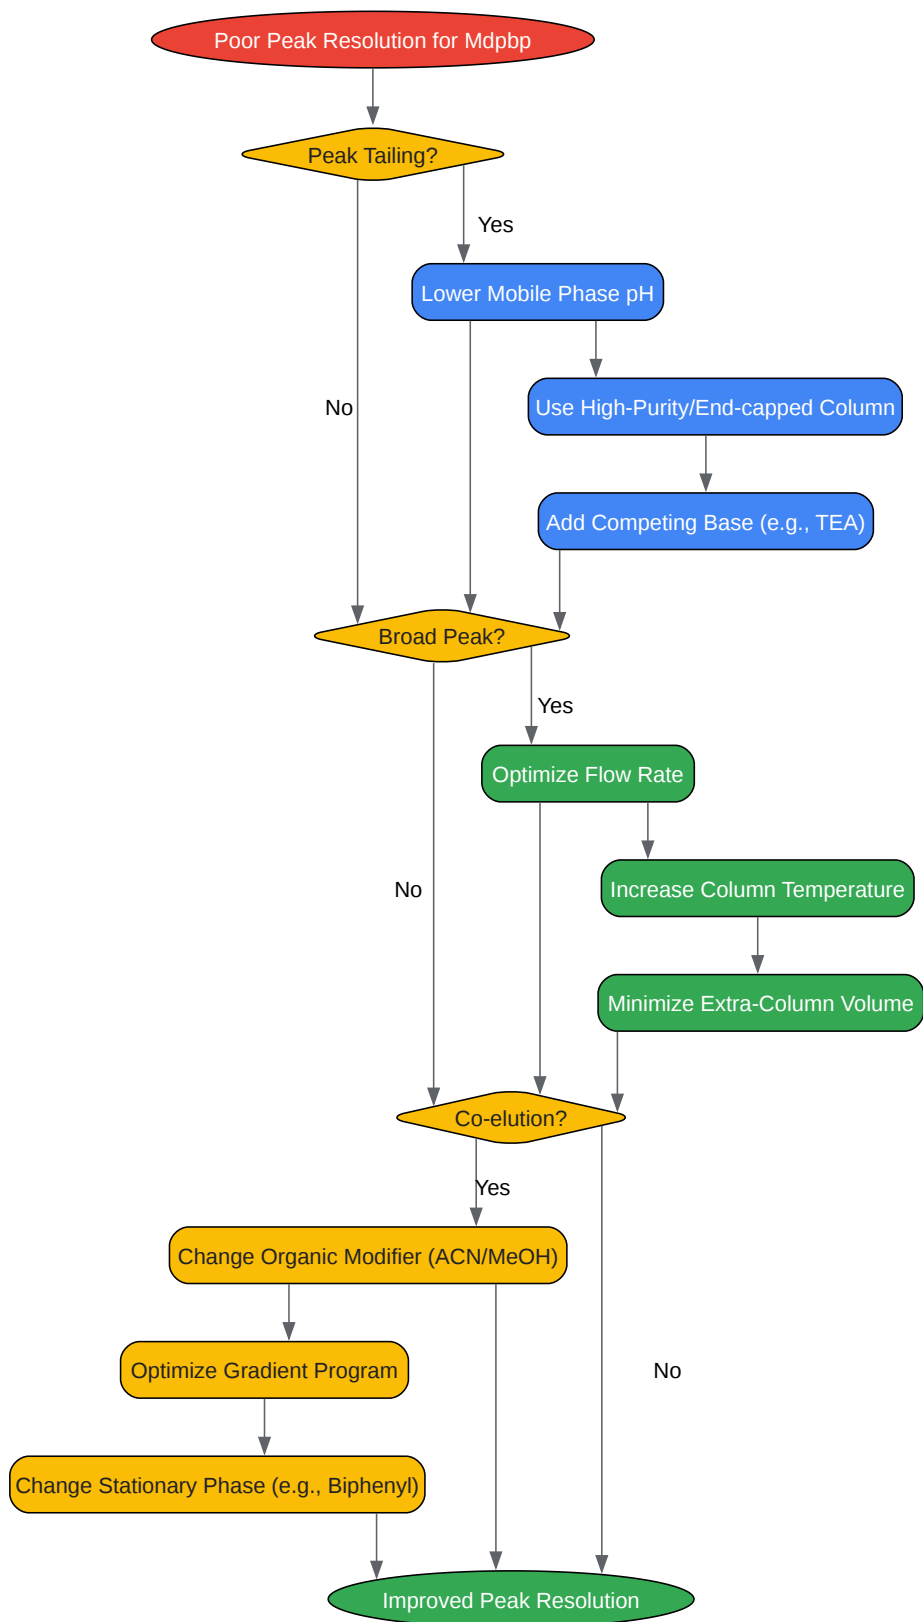 Poor Peak Resolution for Mdpbp
Peak Tailing?
Yes
Lower Mobile Phase pH
No
Use High-Purity/End-capped Column
Add Competing Base (e.g., TEA)
Broad Peak?
Yes
Optimize Flow Rate
No
Increase Column Temperature
Minimize Extra-Column Volume
Co-elution?
Yes
Change Organic Modifier (ACN/MeOH)
Optimize Gradient Program
No
Change Stationary Phase (e.g., Biphenyl)
Improved Peak Resolution